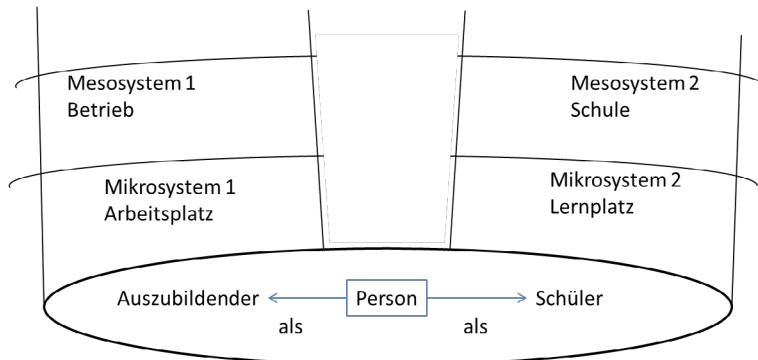 Mesosystem 1
Betrieb
Mesosystem 2
Schule
Mikrosystem 1
Arbeitsplatz
Mikrosystem 2
Lernplatz
Auszubildender
Person
Schüler
als
als